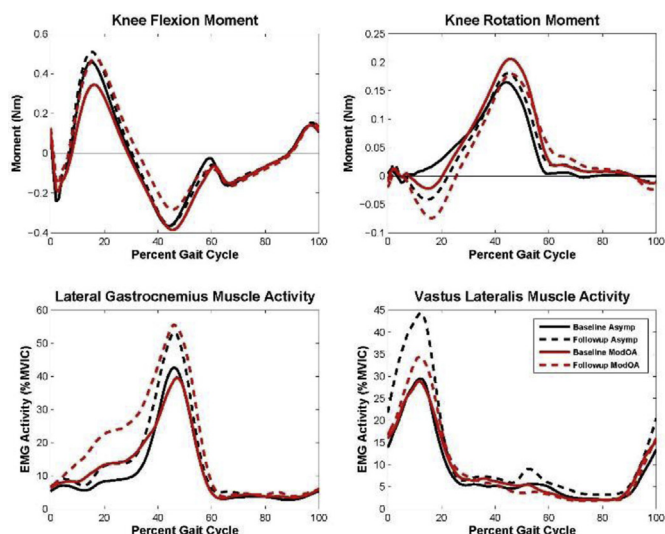 Knee Flexion Moment
Moment (Nm)
0.6
0.4
0.2
0
−0.2
−0.4
0 20 40 60 80 100
Percent Gait Cycle
Knee Rotation Moment
Moment (Nm)
0.25
0.2
0.15
0.1
0.05
0
−0.05
−0.1
0 20 40 60 80 100
Percent Gait Cycle
Lateral Gastrocnemius Muscle Activity
EMG Activity (%MVIC)
60
50
40
30
20
10
0
0 20 40 60 80 100
Percent Gait Cycle
Vastus Lateralis Muscle Activity
EMG Activity (%MVIC)
45
40
35
30
25
20
15
10
5
0
Baseline Asymp
Followup Asymp
Baseline ModOA
Followup ModOA
0 20 40 60 80 100
Percent Gait Cycle